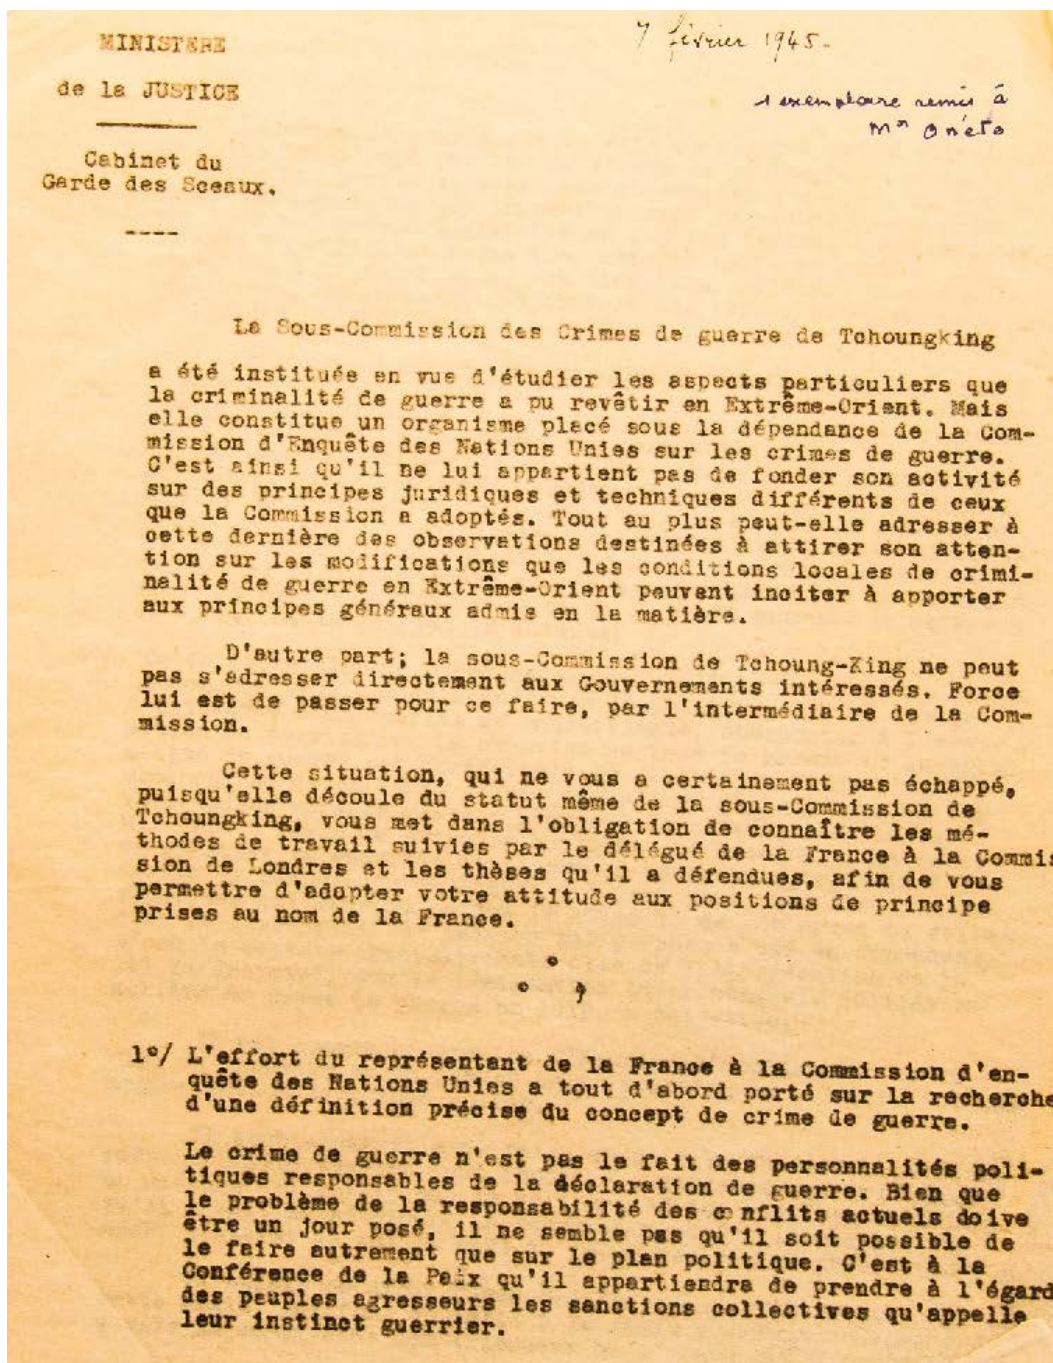 MINISTERE
de la JUSTICE
Cabinet du
Garde des Sceaux.
7 février 1945.
1 exemplaire remis à
Mr Onéto
La Sous-Commission des Crimes de guerre de Tchoungking
a été instituée en vue d'étudier les aspects particuliers que
la criminalité de guerre a pu revêtir en Extrême-Orient. Mais
elle constitue un organisme placé sous la dépendance de la Com-
mission d'Enquête des Nations Unies sur les crimes de guerre.
C'est ainsi qu'il ne lui appartient pas de fonder son activité
sur des principes juridiques et techniques différents de ceux
que la Commission a adoptés. Tout au plus peut-elle adresser à
cette dernière des observations destinées à attirer son atten-
tion sur les modifications que les conditions locales de crimi-
nalité de guerre en Extrême-Orient peuvent inciter à apporter
aux principes généraux admis en la matière.
D'autre part; la sous-Commission de Tchoung-King ne peut
pas s'adresser directement aux Gouvernements intéressés. Force
lui est de passer pour ce faire, par l'intermédiaire de la Com-
mission.
Cette situation, qui ne vous a certainement pas échappé,
puisqu'elle découle du statut même de la sous-Commission de
Tchoungking, vous met dans l'obligation de connaître les mé-
thodes de travail suivies par le délégué de la France à la Commis
sion de Londres et les thèses qu'il a défendues, afin de vous
permettre d'adapter votre attitude aux positions de principe
prises au nom de la France.
1°/ L'effort du représentant de la France à la Commission d'en-
quête des Nations Unies a tout d'abord porté sur la recherche
d'une définition précise du concept de crime de guerre.
Le crime de guerre n'est pas le fait des personnalités poli-
tiques responsables de la déclaration de guerre. Bien que
le problème de la responsabilité des conflits actuels doive
être un jour posé, il ne semble pas qu'il soit possible de
le faire autrement que sur le plan politique. C'est à la
Conférence de la Paix qu'il appartiendra de prendre à l'égard
des peuples agresseurs les sanctions collectives qu'appelle
leur instinct guerrier.